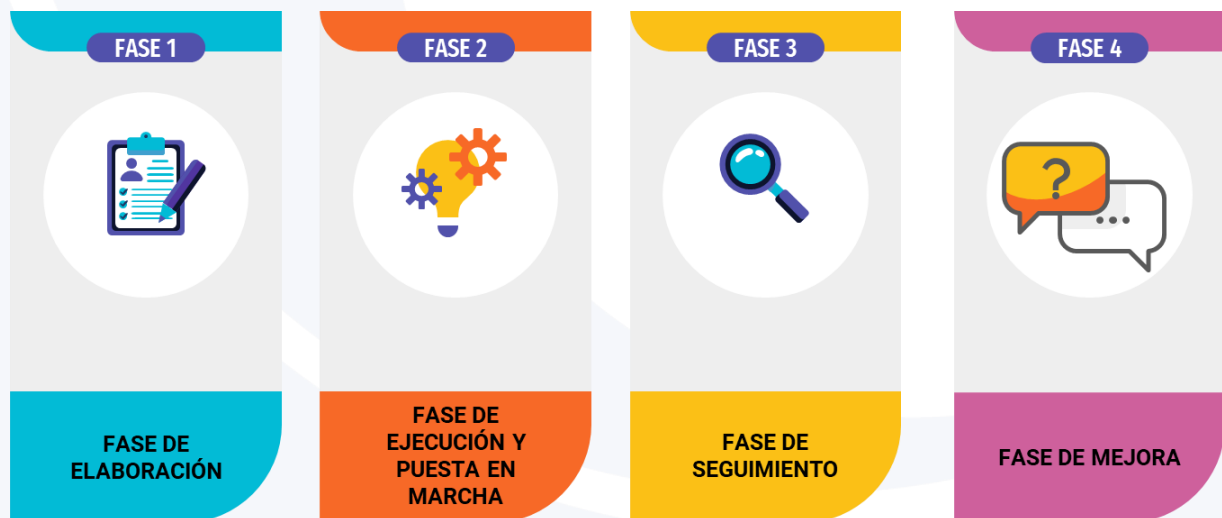 FASE 1
FASE DE
ELABORACIÓN
FASE 2
FASE DE
EJECUCIÓN Y
PUESTA EN
MARCHA
FASE 3
FASE DE
SEGUIMIENTO
FASE 4
?
...
FASE DE MEJORA